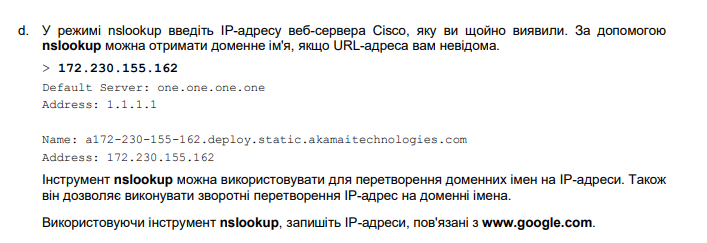 d. У режимі nslookup введіть IP-адресу веб-сервера Cisco, яку ви щойно виявили. За допомогою
nslookup можна отримати доменне ім'я, якщо URL-адреса вам невідома.
> 172.230.155.162
Default Server: one.one.one.one
Address: 1.1.1.1
Name: a172-230-155-162.deploy.static.akamaitechnologies.com
Address: 172.230.155.162
Інструмент nslookup можна використовувати для перетворення доменних імен на IP-адреси. Також
він дозволяє виконувати зворотні перетворення IP-адрес на доменні імена.
Використовуючи інструмент nslookup, запишіть IP-адреси, пов'язані з www.google.com.